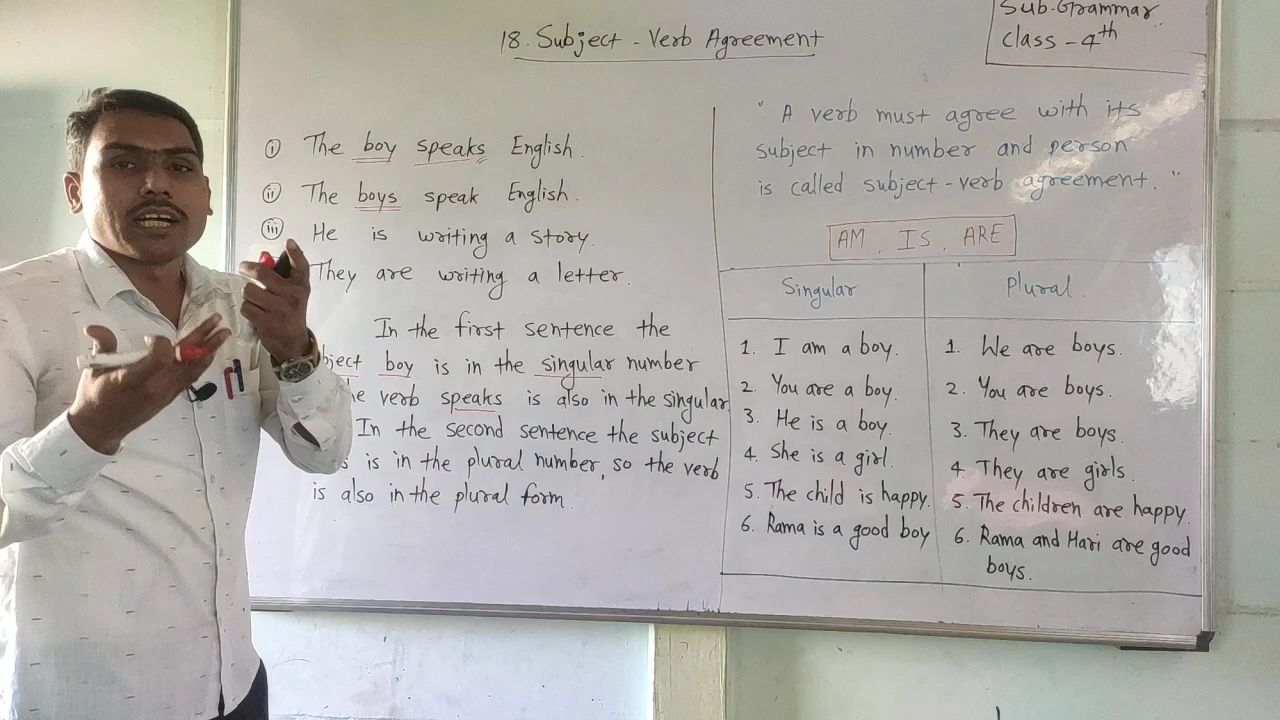 18. Subject - Verb Agreement
Sub-Grammar
Class - 4th
(i) The boy speaks English.
(ii) The boys speak English.
(iii) He is writing a story.
They are writing a letter.
In the first sentence the
bject boy is in the singular number
e verb speaks is also in the singular
In the second sentence the subject
s is in the plural number, so the verb
is also in the plural form.
" A verb must agree with its
subject in number and person
is called subject-verb agreement. "
AM, IS, ARE
Singular
1. I am a boy.
2. You are a boy.
3. He is a boy.
4. She is a girl.
5. The child is happy.
6. Rama is a good boy
Plural
1. We are boys.
2. You are boys.
3. They are boys.
4. They are girls.
5. The children are happy.
6. Rama and Hari are good
boys.